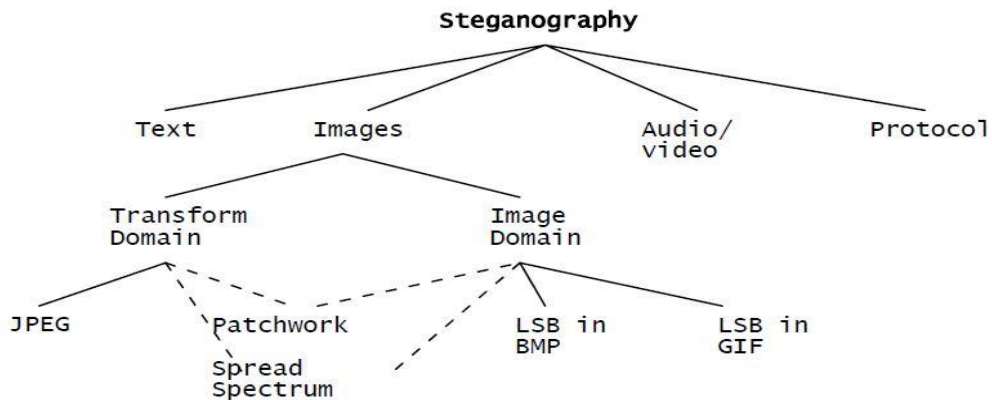 Steganography
Text Images Audio/ Protocol
video
Transform Image
Domain Domain
JPEG Patchwork LSB in LSB in
BMP GIF
Spread
Spectrum